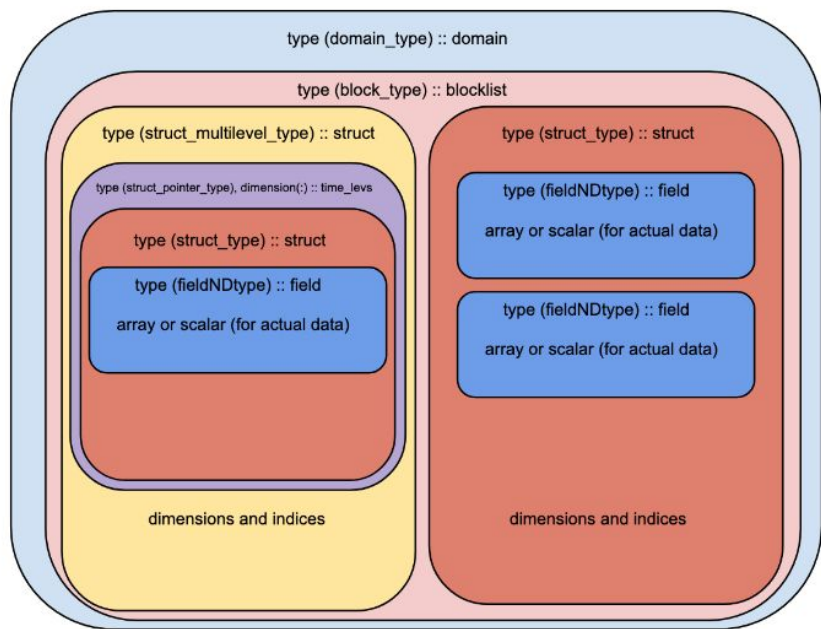 type (domain_type) :: domain
type (block_type) :: blocklist
type (struct_multilevel_type) :: struct
type (struct_pointer_type), dimension(:) :: time_levs
type (struct_type) :: struct
type (fieldNDtype) :: field
array or scalar (for actual data)
dimensions and indices
type (struct_type) :: struct
type (fieldNDtype) :: field
array or scalar (for actual data)
type (fieldNDtype) :: field
array or scalar (for actual data)
dimensions and indices